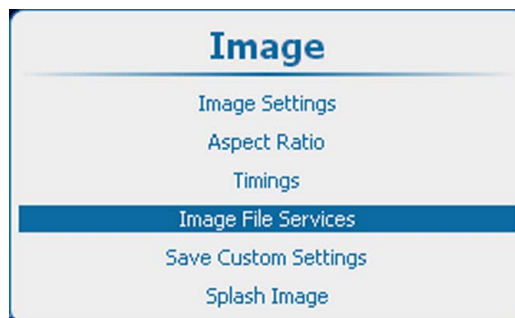 Image
Image Settings
Aspect Ratio
Timings
Image File Services
Save Custom Settings
Splash Image